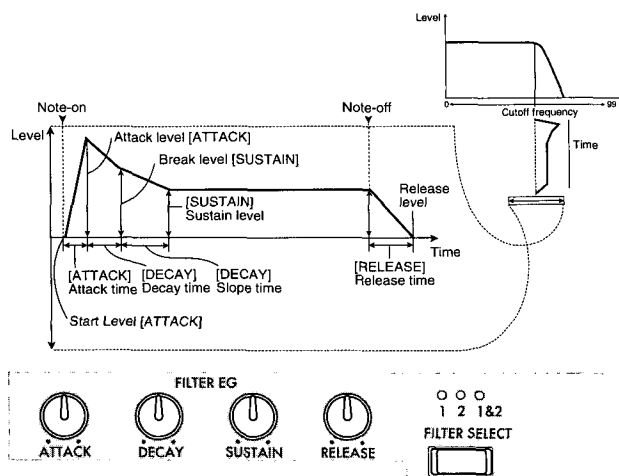 Level
0
99
Cutoff frequency
Time
Note-on
Note-off
Level
Attack level [ATTACK]
Break level [SUSTAIN]
[SUSTAIN]
Sustain level
Release
level
Time
[ATTACK]
Attack time
[DECAY]
Decay time
[DECAY]
Slope time
[RELEASE]
Release time
Start Level [ATTACK]
FILTER EG
ATTACK
DECAY
SUSTAIN
RELEASE
1 2 1&2
FILTER SELECT